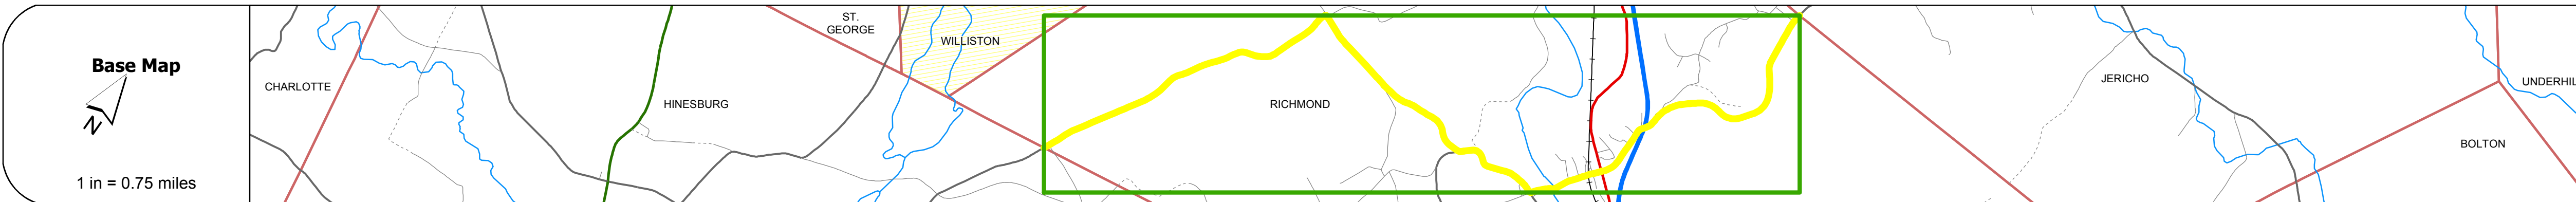 Base Map
N
1 in = 0.75 miles
CHARLOTTE
HINESBURG
ST.
GEORGE
WILLISTON
RICHMOND
JERICHO
UNDERHIL
BOLTON